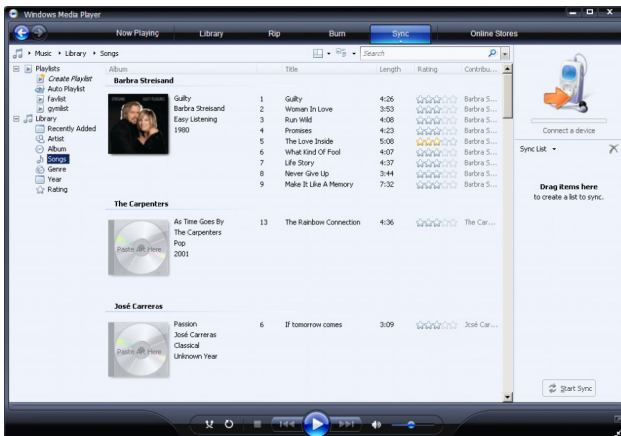 Windows Media Player
Now Playing Library Rip Burn Sync Online Stores
Music Library Songs Search
Playlists
Create Playlist
Auto Playlist
favlist
gymlist
Library
Recently Added
Artist
Album
Songs
Genre
Year
Rating
Album Title Length Rating Contribu...
Barbra Streisand
Guilty 1 Guilty 4:26 Barbra S...
Barbra Streisand 2 Woman In Love 3:53 Barbra S...
Easy Listening 3 Run Wild 4:08 Barbra S...
1980 4 Promises 4:23 Barbra S...
5 The Love Inside 5:08 Barbra S...
6 What Kind Of Fool 4:07 Barbra S...
7 Life Story 4:37 Barbra S...
8 Never Give Up 3:44 Barbra S...
9 Make It Like A Memory 7:32 Barbra S...
The Carpenters
Paste Art Here
As Time Goes By 13 The Rainbow Connection 4:36 The Car...
The Carpenters
Pop
2001
José Carreras
Paste Art Here
Passion 6 If tomorrow comes 3:09 José Car...
José Carreras
Classical
Unknown Year
Connect a device
Sync List
Drag items here
to create a list to sync.
Start Sync